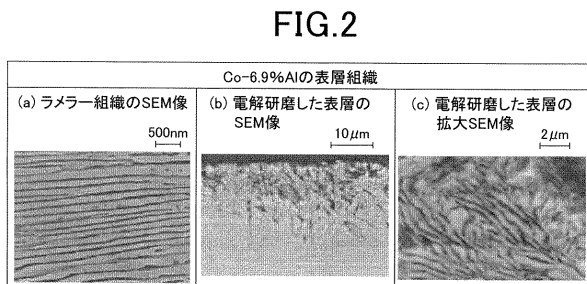 FIG.2
Co-6.9%Alの表層組織
(a) ラメラー組織のSEM像
500nm
(b) 電解研磨した表層の
SEM像
10μm
(c) 電解研磨した表層の
拡大SEM像
2μm